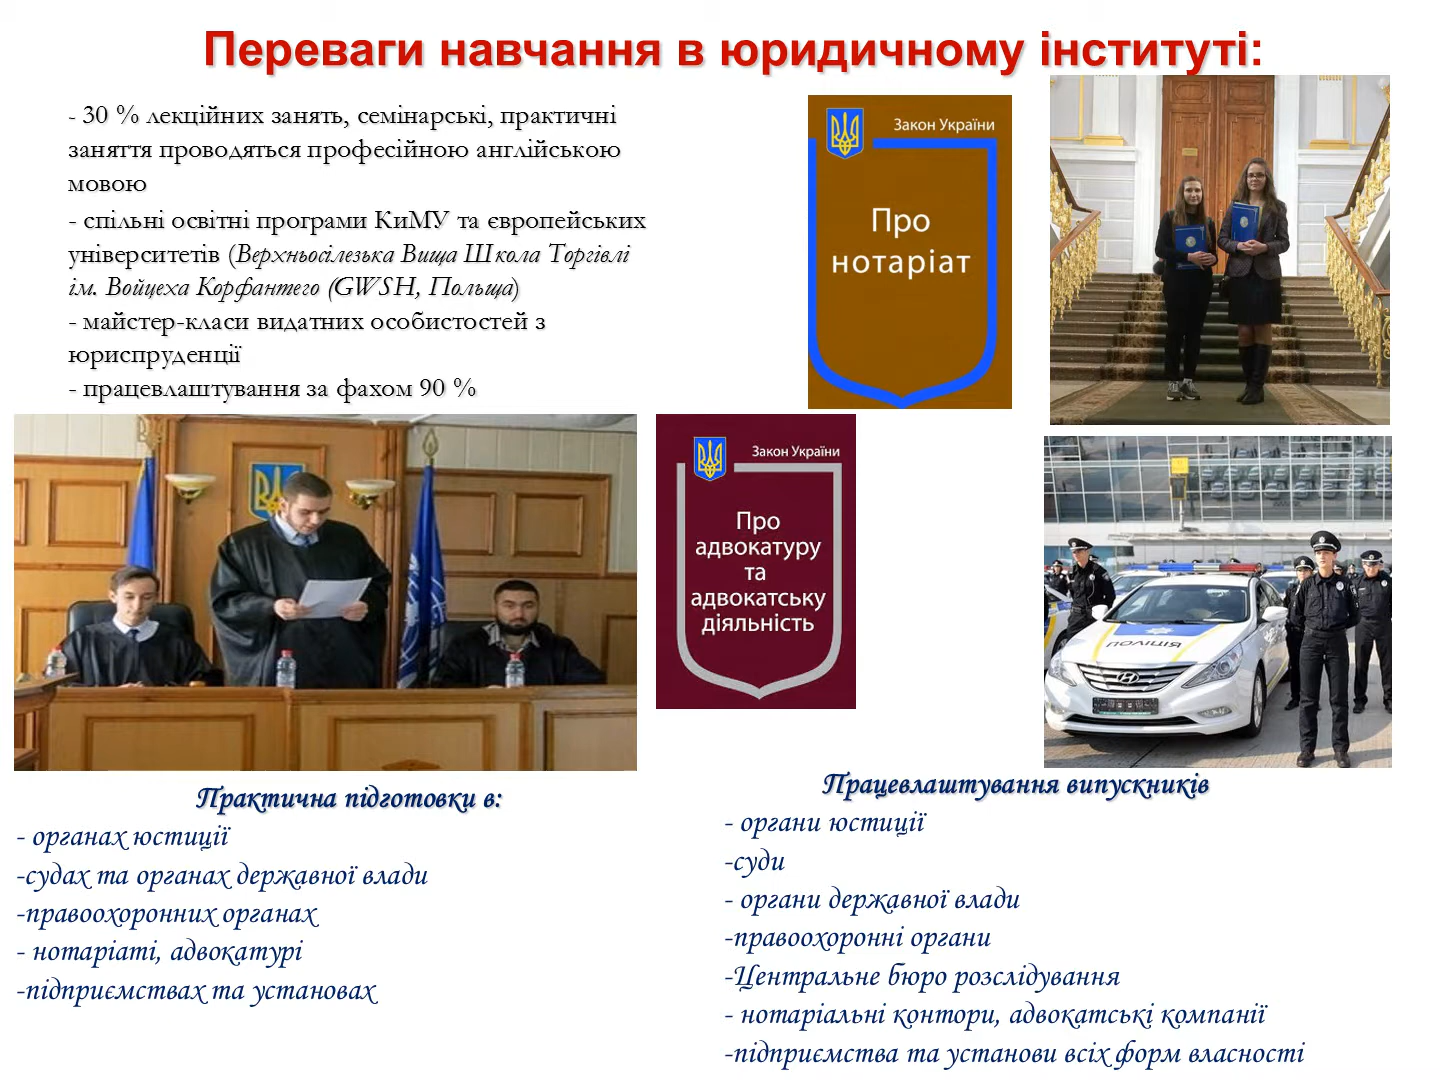 Переваги навчання в юридичному інституті:
- 30 % лекційних занять, семінарські, практичні
заняття проводяться професійною англійською
мовою
- спільні освітні програми КиМУ та європейських
університетів (Верхньосілезька Вища Школа Торгівлі
ім. Войцеха Корфантего (GWSH, Польща)
- майстер-класи видатних особистостей з
юриспруденції
- працевлаштування за фахом 90 %
Закон України
Про
нотаріат
Закон України
Про
адвокатуру
та
адвокатську
діяльність
ПОЛІЦІЯ
Практична підготовки в:
- органах юстиції
-судах та органах державної влади
-правоохоронних органах
- нотаріаті, адвокатурі
-підприємствах та установах
Працевлаштування випускників
- органи юстиції
-суди
- органи державної влади
-правоохоронні органи
-Центральне бюро розслідування
- нотаріальні контори, адвокатські компанії
-підприємства та установи всіх форм власності